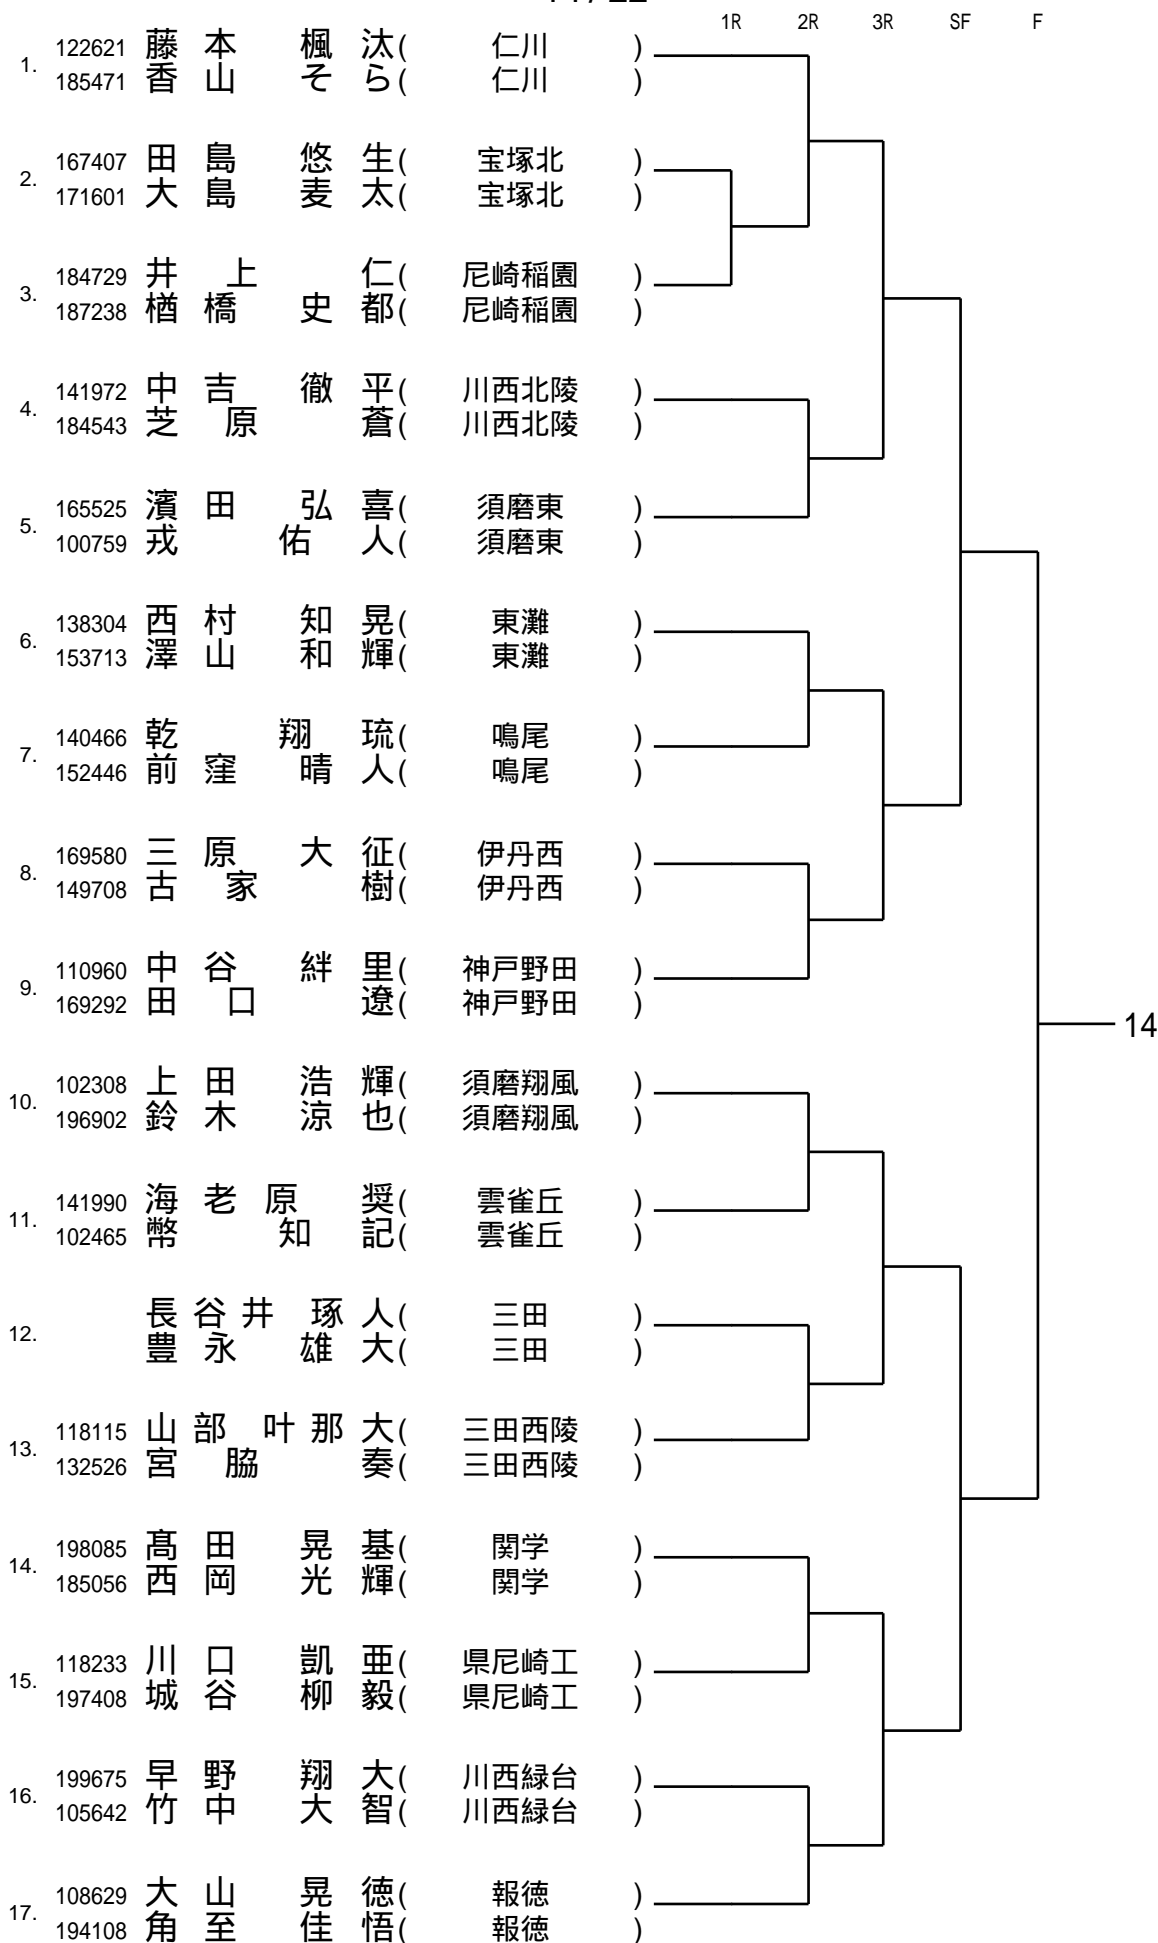 1R 2R 3R SF F
1. 122621 藤本 楓汰( 仁川 )
185471 香山 そら( 仁川 )
2. 167407 田島 悠生( 宝塚北 )
171601 大島 麦太( 宝塚北 )
3. 184729 井上 仁( 尼崎稲園 )
187238 楢橋 史都( 尼崎稲園 )
4. 141972 中吉 徹平( 川西北陵 )
184543 芝原 蒼( 川西北陵 )
5. 165525 濱田 弘喜( 須磨東 )
100759 戎 佑人( 須磨東 )
6. 138304 西村 知晃( 東灘 )
153713 澤山 和輝( 東灘 )
7. 140466 乾 翔琉( 鳴尾 )
152446 前窪 晴人( 鳴尾 )
8. 169580 三原 大征( 伊丹西 )
149708 古家 樹( 伊丹西 )
9. 110960 中谷 絆里( 神戸野田 )
169292 田口 遼( 神戸野田 )
14
10. 102308 上田 浩輝( 須磨翔風 )
196902 鈴木 涼也( 須磨翔風 )
11. 141990 海老原 奨( 雲雀丘 )
102465 幣 知記( 雲雀丘 )
12. 長谷井 琢人( 三田 )
豊永 雄大( 三田 )
13. 118115 山部 叶那大( 三田西陵 )
132526 宮脇 奏( 三田西陵 )
14. 198085 髙田 晃基( 関学 )
185056 西岡 光輝( 関学 )
15. 118233 川口 凱亜( 県尼崎工 )
197408 城谷 柳毅( 県尼崎工 )
16. 199675 早野 翔大( 川西緑台 )
105642 竹中 大智( 川西緑台 )
17. 108629 大山 晃徳( 報徳 )
194108 角至 佳悟( 報徳 )